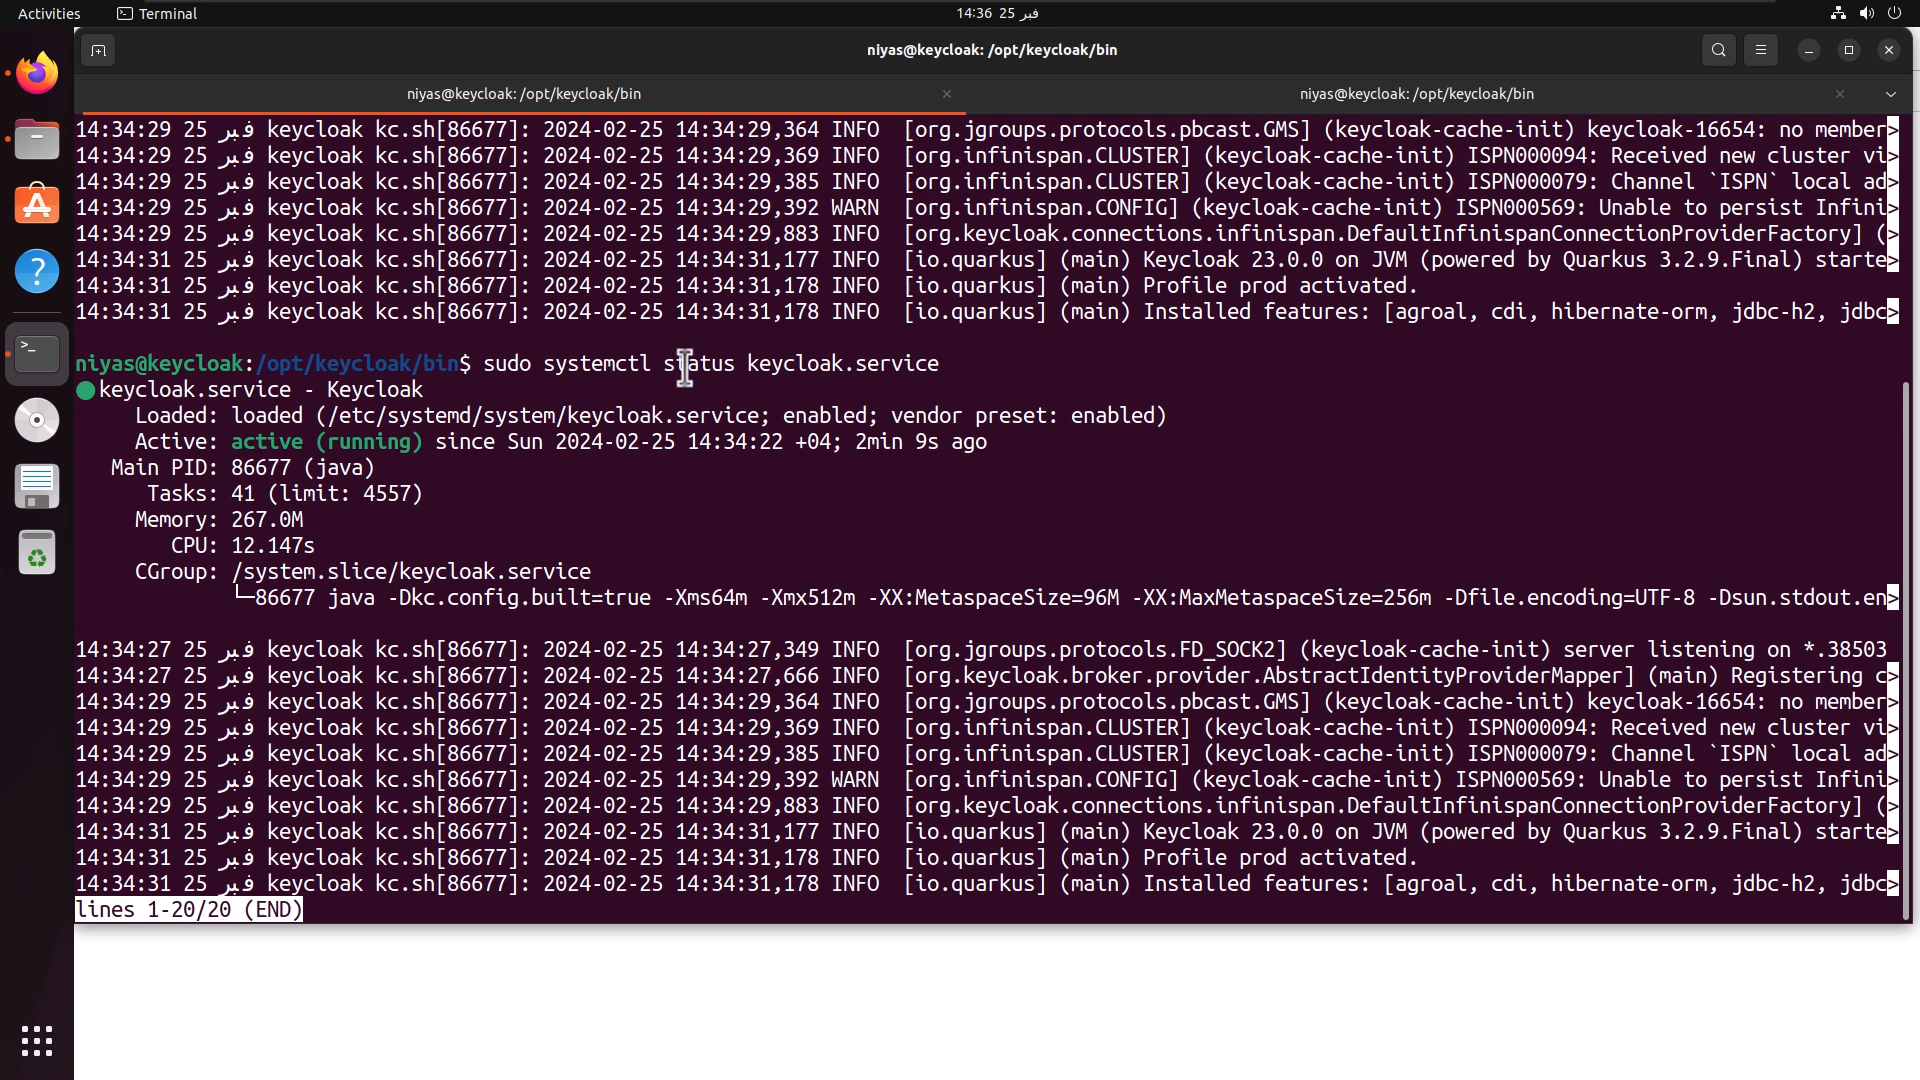 Activities
Terminal
14:36 25 فبر
niyas@keycloak: /opt/keycloak/bin
niyas@keycloak: /opt/keycloak/bin
niyas@keycloak: /opt/keycloak/bin
14:34:29 25 فبر keycloak kc.sh[86677]: 2024-02-25 14:34:29,364 INFO  [org.jgroups.protocols.pbcast.GMS] (keycloak-cache-init) keycloak-16654: no member>
14:34:29 25 فبر keycloak kc.sh[86677]: 2024-02-25 14:34:29,369 INFO  [org.infinispan.CLUSTER] (keycloak-cache-init) ISPN000094: Received new cluster vi>
14:34:29 25 فبر keycloak kc.sh[86677]: 2024-02-25 14:34:29,385 INFO  [org.infinispan.CLUSTER] (keycloak-cache-init) ISPN000079: Channel `ISPN` local ad>
14:34:29 25 فبر keycloak kc.sh[86677]: 2024-02-25 14:34:29,392 WARN  [org.infinispan.CONFIG] (keycloak-cache-init) ISPN000569: Unable to persist Infini>
14:34:29 25 فبر keycloak kc.sh[86677]: 2024-02-25 14:34:29,883 INFO  [org.keycloak.connections.infinispan.DefaultInfinispanConnectionProviderFactory] (>
14:34:31 25 فبر keycloak kc.sh[86677]: 2024-02-25 14:34:31,177 INFO  [io.quarkus] (main) Keycloak 23.0.0 on JVM (powered by Quarkus 3.2.9.Final) starte>
14:34:31 25 فبر keycloak kc.sh[86677]: 2024-02-25 14:34:31,178 INFO  [io.quarkus] (main) Profile prod activated.
14:34:31 25 فبر keycloak kc.sh[86677]: 2024-02-25 14:34:31,178 INFO  [io.quarkus] (main) Installed features: [agroal, cdi, hibernate-orm, jdbc-h2, jdbc>
niyas@keycloak:/opt/keycloak/bin$ sudo systemctl status keycloak.service
keycloak.service - Keycloak
Loaded: loaded (/etc/systemd/system/keycloak.service; enabled; vendor preset: enabled)
Active: active (running) since Sun 2024-02-25 14:34:22 +04; 2min 9s ago
Main PID: 86677 (java)
Tasks: 41 (limit: 4557)
Memory: 267.0M
CPU: 12.147s
CGroup: /system.slice/keycloak.service
└─86677 java -Dkc.config.built=true -Xms64m -Xmx512m -XX:MetaspaceSize=96M -XX:MaxMetaspaceSize=256m -Dfile.encoding=UTF-8 -Dsun.stdout.en>
14:34:27 25 فبر keycloak kc.sh[86677]: 2024-02-25 14:34:27,349 INFO  [org.jgroups.protocols.FD_SOCK2] (keycloak-cache-init) server listening on *.38503
14:34:27 25 فبر keycloak kc.sh[86677]: 2024-02-25 14:34:27,666 INFO  [org.keycloak.broker.provider.AbstractIdentityProviderMapper] (main) Registering c>
14:34:29 25 فبر keycloak kc.sh[86677]: 2024-02-25 14:34:29,364 INFO  [org.jgroups.protocols.pbcast.GMS] (keycloak-cache-init) keycloak-16654: no member>
14:34:29 25 فبر keycloak kc.sh[86677]: 2024-02-25 14:34:29,369 INFO  [org.infinispan.CLUSTER] (keycloak-cache-init) ISPN000094: Received new cluster vi>
14:34:29 25 فبر keycloak kc.sh[86677]: 2024-02-25 14:34:29,385 INFO  [org.infinispan.CLUSTER] (keycloak-cache-init) ISPN000079: Channel `ISPN` local ad>
14:34:29 25 فبر keycloak kc.sh[86677]: 2024-02-25 14:34:29,392 WARN  [org.infinispan.CONFIG] (keycloak-cache-init) ISPN000569: Unable to persist Infini>
14:34:29 25 فبر keycloak kc.sh[86677]: 2024-02-25 14:34:29,883 INFO  [org.keycloak.connections.infinispan.DefaultInfinispanConnectionProviderFactory] (>
14:34:31 25 فبر keycloak kc.sh[86677]: 2024-02-25 14:34:31,177 INFO  [io.quarkus] (main) Keycloak 23.0.0 on JVM (powered by Quarkus 3.2.9.Final) starte>
14:34:31 25 فبر keycloak kc.sh[86677]: 2024-02-25 14:34:31,178 INFO  [io.quarkus] (main) Profile prod activated.
14:34:31 25 فبر keycloak kc.sh[86677]: 2024-02-25 14:34:31,178 INFO  [io.quarkus] (main) Installed features: [agroal, cdi, hibernate-orm, jdbc-h2, jdbc>
lines 1-20/20 (END)